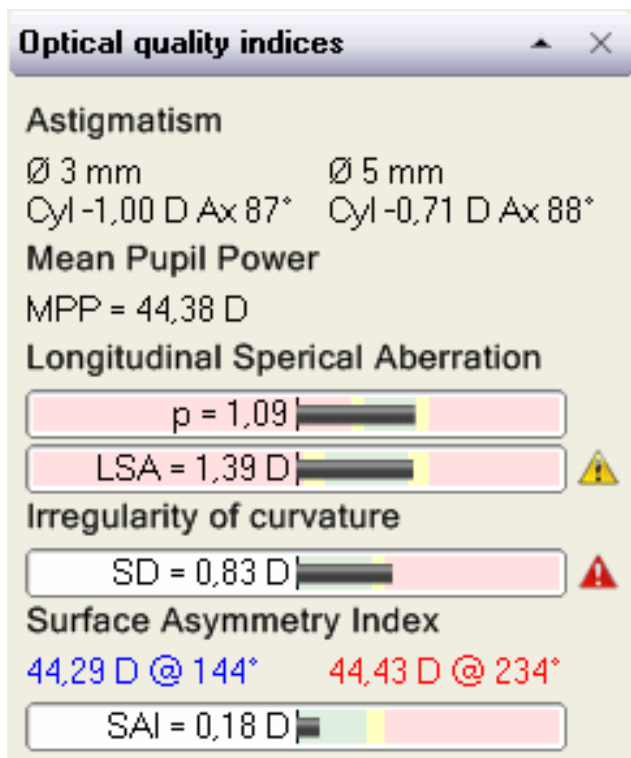 Optical quality indices
Astigmatism
Ø 3 mm Ø 5 mm
Cyl -1,00 D Ax 87° Cyl -0,71 D Ax 88°
Mean Pupil Power
MPP = 44,38 D
Longitudinal Sperical Aberration
p = 1,09
LSA = 1,39 D
Irregularity of curvature
SD = 0,83 D
Surface Asymmetry Index
44,29 D @ 144° 44,43 D @ 234°
SAI = 0,18 D